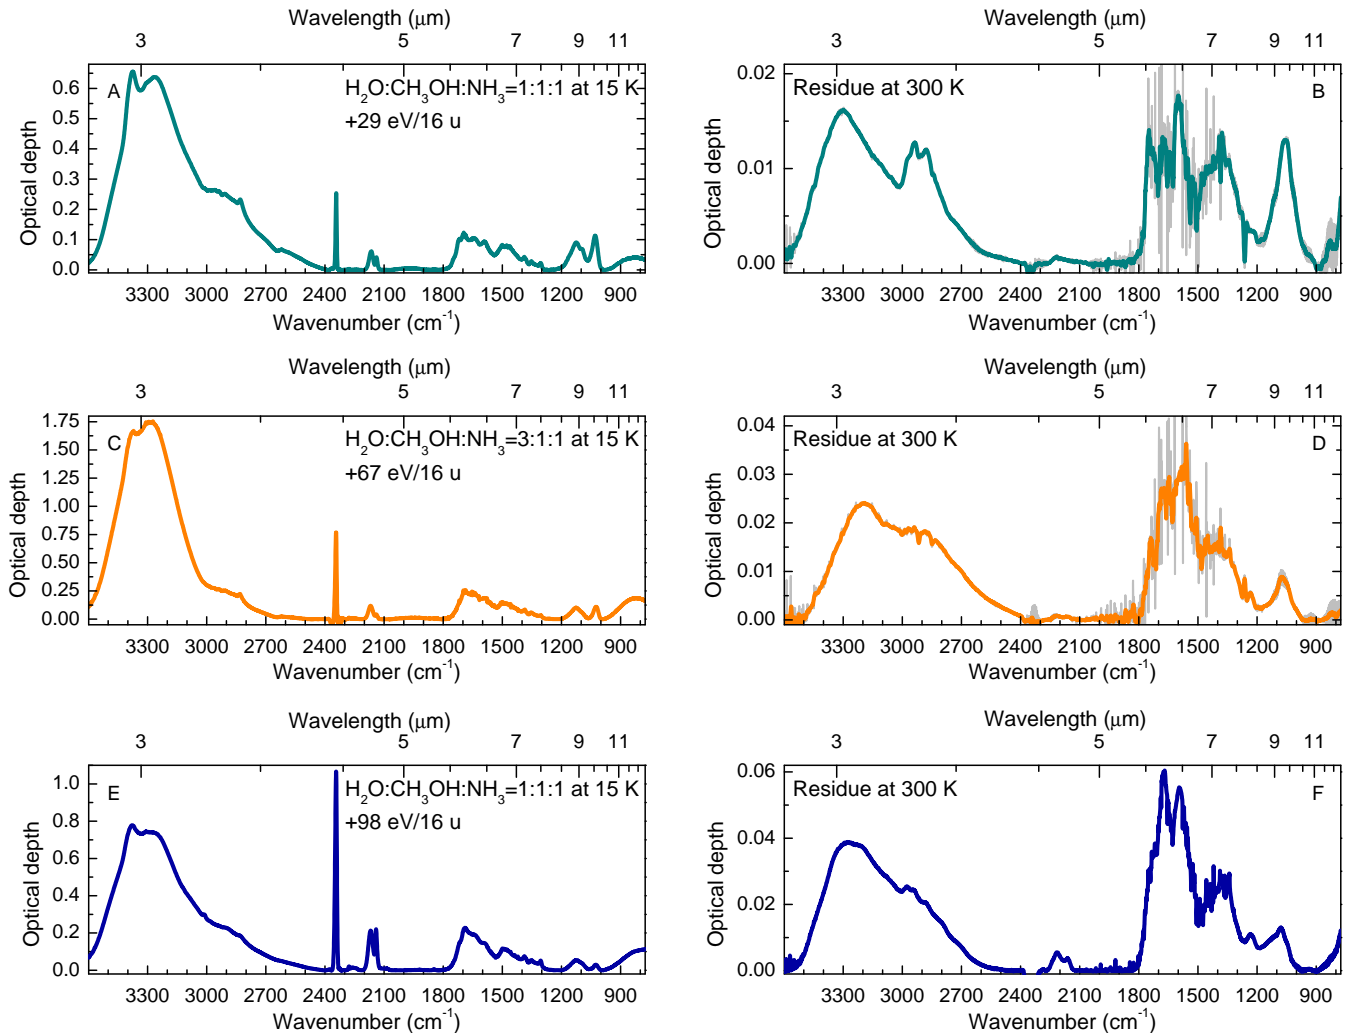 Wavelength (μm)
3 5 7 9 11
A
H₂O:CH₃OH:NH₃=1:1:1 at 15 K
+29 eV/16 u
Optical depth
0.6
0.5
0.4
0.3
0.2
0.1
0.0
3300 3000 2700 2400 2100 1800 1500 1200 900
Wavenumber (cm⁻¹)
Wavelength (μm)
3 5 7 9 11
Residue at 300 K
B
Optical depth
0.02
0.01
0.00
3300 3000 2700 2400 2100 1800 1500 1200 900
Wavenumber (cm⁻¹)
Wavelength (μm)
3 5 7 9 11
C
H₂O:CH₃OH:NH₃=3:1:1 at 15 K
+67 eV/16 u
Optical depth
1.75
1.50
1.25
1.00
0.75
0.50
0.25
0.00
3300 3000 2700 2400 2100 1800 1500 1200 900
Wavenumber (cm⁻¹)
Wavelength (μm)
3 5 7 9 11
Residue at 300 K
D
Optical depth
0.04
0.03
0.02
0.01
0.00
3300 3000 2700 2400 2100 1800 1500 1200 900
Wavenumber (cm⁻¹)
Wavelength (μm)
3 5 7 9 11
E
H₂O:CH₃OH:NH₃=1:1:1 at 15 K
+98 eV/16 u
Optical depth
1.0
0.8
0.6
0.4
0.2
0.0
3300 3000 2700 2400 2100 1800 1500 1200 900
Wavenumber (cm⁻¹)
Wavelength (μm)
3 5 7 9 11
Residue at 300 K
F
Optical depth
0.06
0.04
0.02
0.00
3300 3000 2700 2400 2100 1800 1500 1200 900
Wavenumber (cm⁻¹)